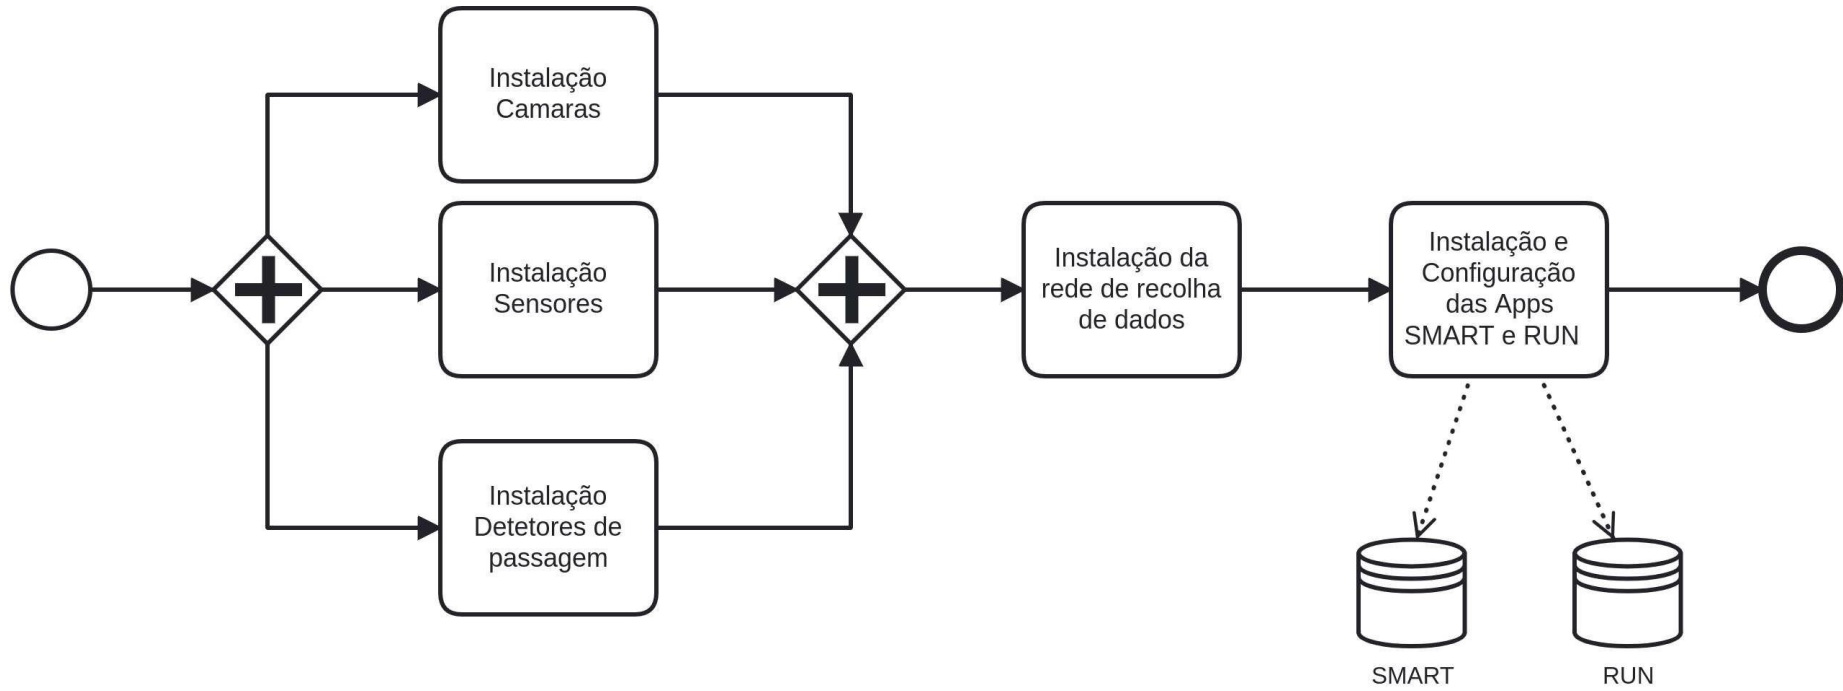 Instalação
Camaras
Instalação
Sensores
Instalação
Detetores de
passagem
Instalação da
rede de recolha
de dados
Instalação e
Configuração
das Apps
SMART e RUN
SMART
RUN